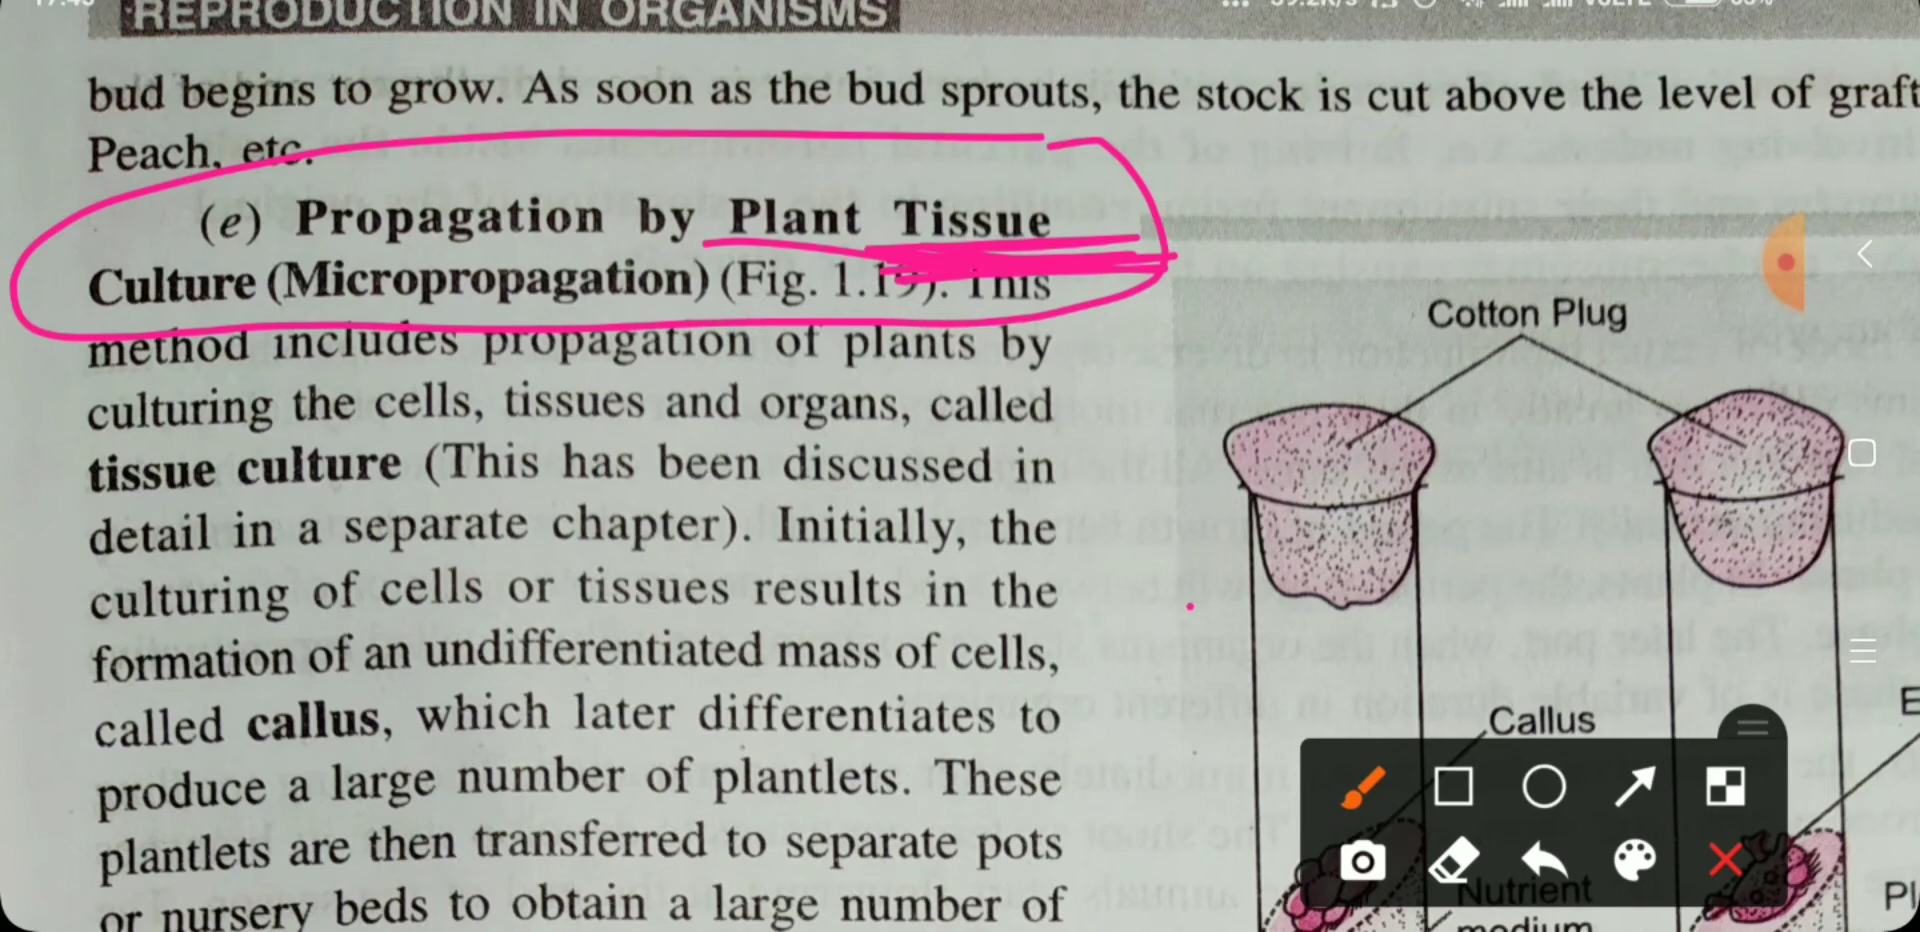 REPRODUCTION IN ORGANISMS
bud begins to grow. As soon as the bud sprouts, the stock is cut above the level of graft
Peach, etc.
(e) Propagation by Plant Tissue
Culture (Micropropagation) (Fig. 1.19). This
method includes propagation of plants by
culturing the cells, tissues and organs, called
tissue culture (This has been discussed in
detail in a separate chapter). Initially, the
culturing of cells or tissues results in the
formation of an undifferentiated mass of cells,
called callus, which later differentiates to
produce a large number of plantlets. These
plantlets are then transferred to separate pots
or nursery beds to obtain a large number of
Cotton Plug
Callus
Nutrient
medium